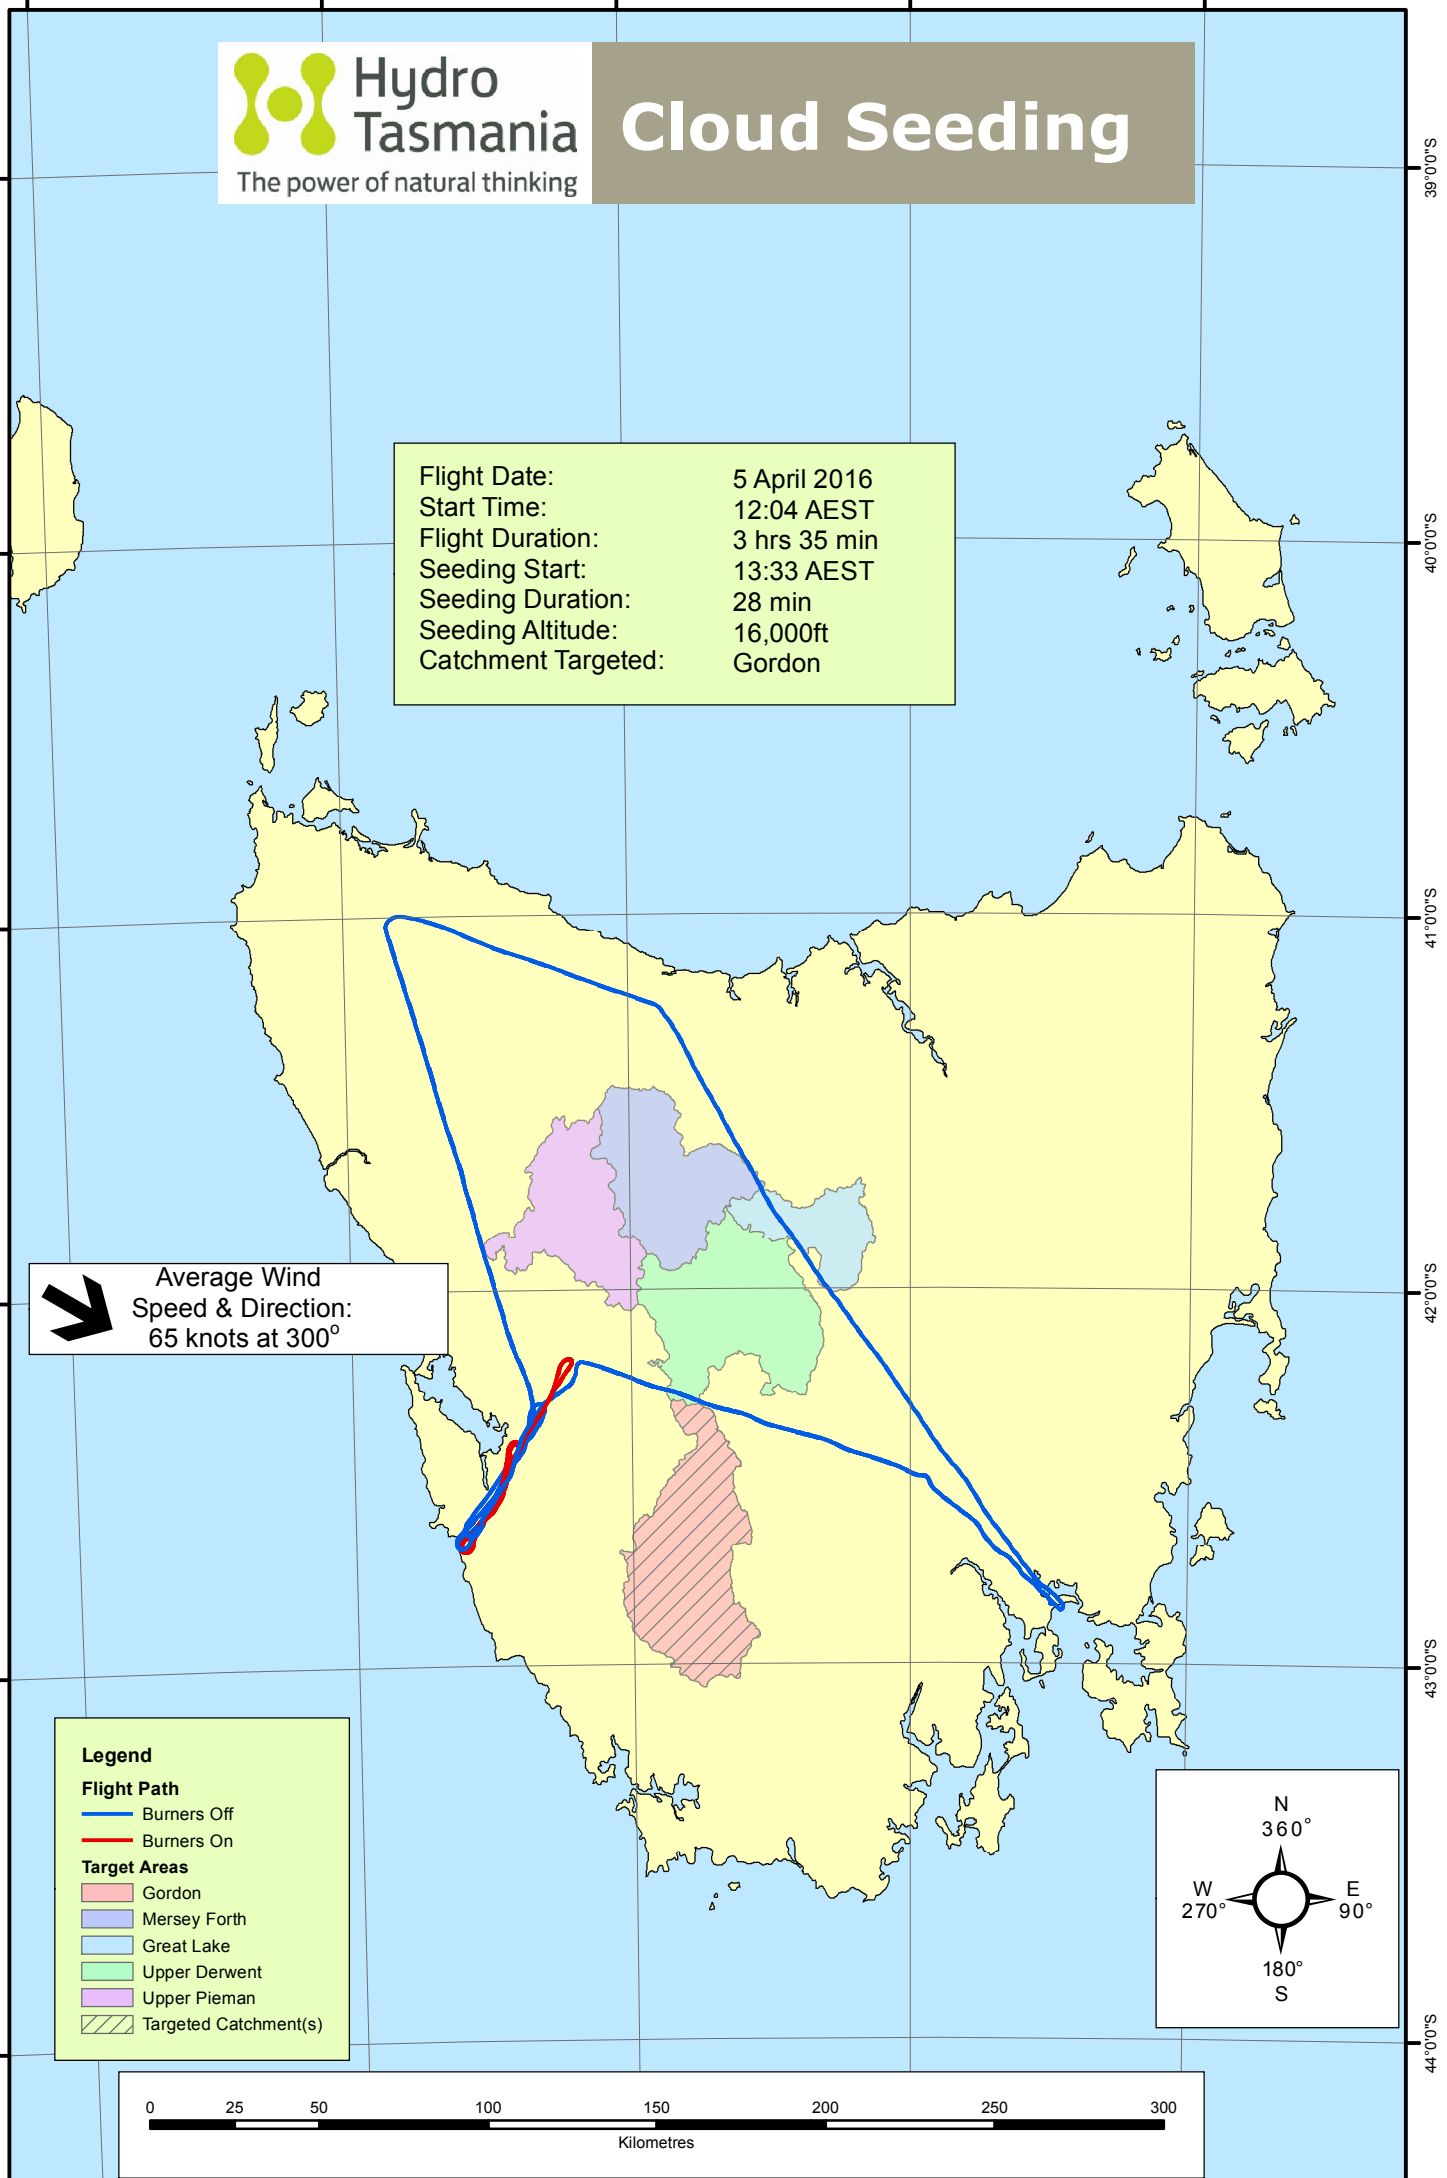 Hydro
Tasmania
The power of natural thinking
Cloud Seeding
39°0'0"S
Flight Date: 5 April 2016
Start Time: 12:04 AEST
Flight Duration: 3 hrs 35 min
Seeding Start: 13:33 AEST
Seeding Duration: 28 min
Seeding Altitude: 16,000ft
Catchment Targeted: Gordon
40°0'0"S
41°0'0"S
Average Wind
Speed & Direction:
65 knots at 300°
42°0'0"S
43°0'0"S
Legend
Flight Path
Burners Off
Burners On
Target Areas
Gordon
Mersey Forth
Great Lake
Upper Derwent
Upper Pieman
Targeted Catchment(s)
N
360°
W
270°
E
90°
180°
S
44°0'0"S
0 25 50 100 150 200 250 300
Kilometres